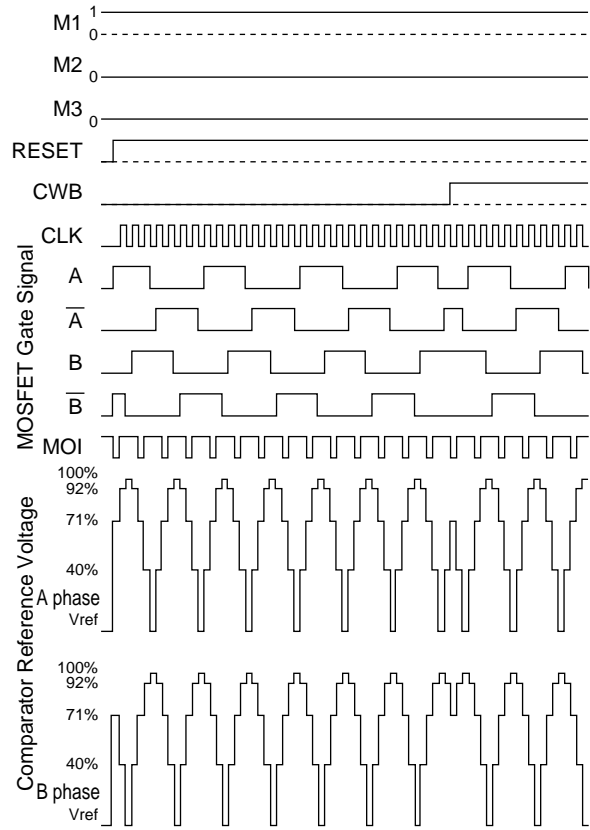 M1
1
0
M2
0
M3
0
RESET
CWB
CLK
MOSFET Gate Signal
A
A
B
B
MOI
Comparator Reference Voltage
100%
92%
71%
40%
A phase
Vref
100%
92%
71%
40%
B phase
Vref